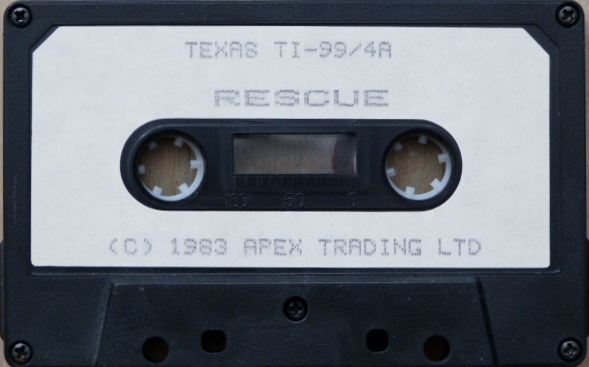 TEXAS TI-99/4A
RESCUE
100 50 0
(C) 1983 APEX TRADING LTD